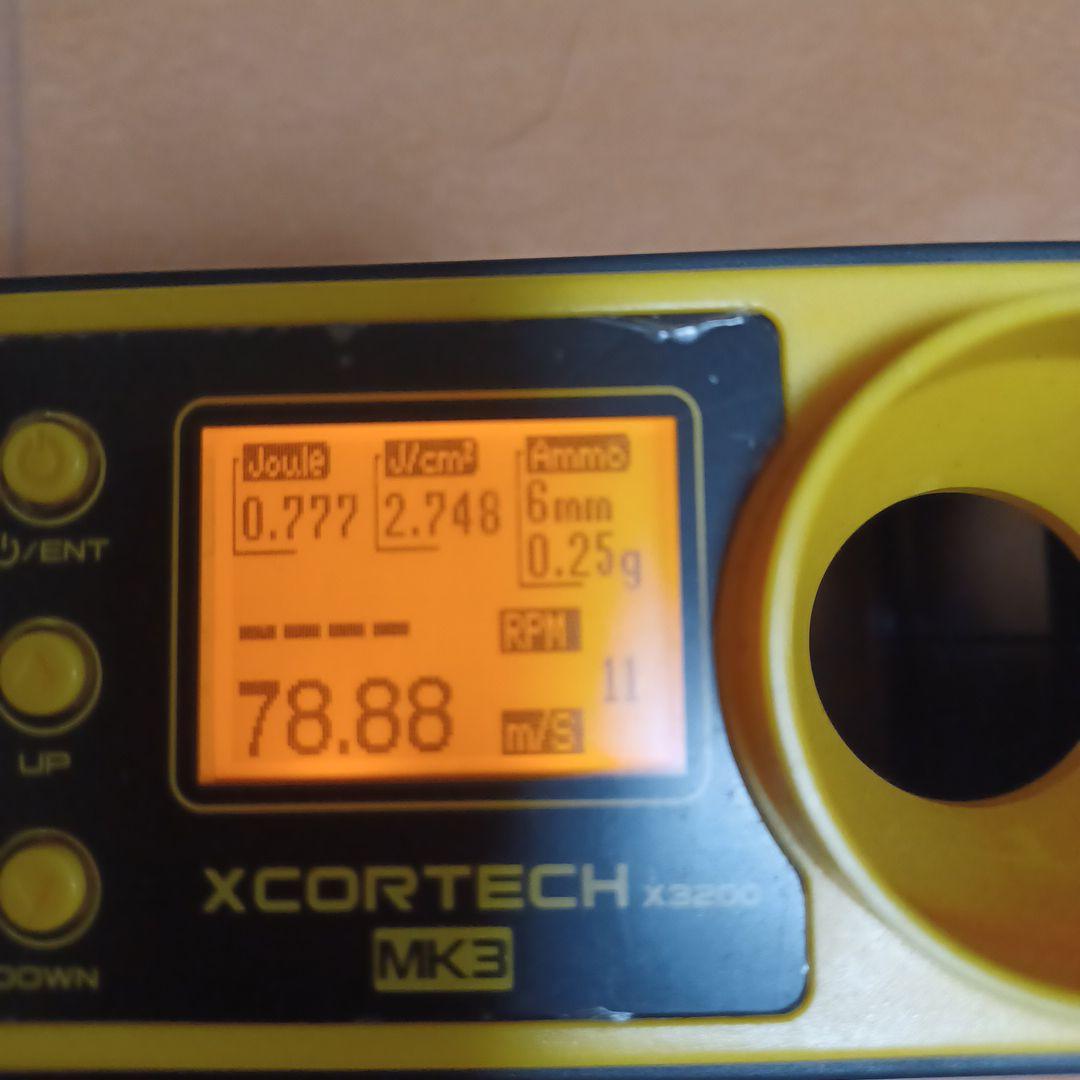 Joule J/cm² Ammo
0.777 2.748 6mm
0.25g
---- RPM
11
78.88 m/S
⏻/ENT
UP
DOWN
XCORTECH X3200
MK3